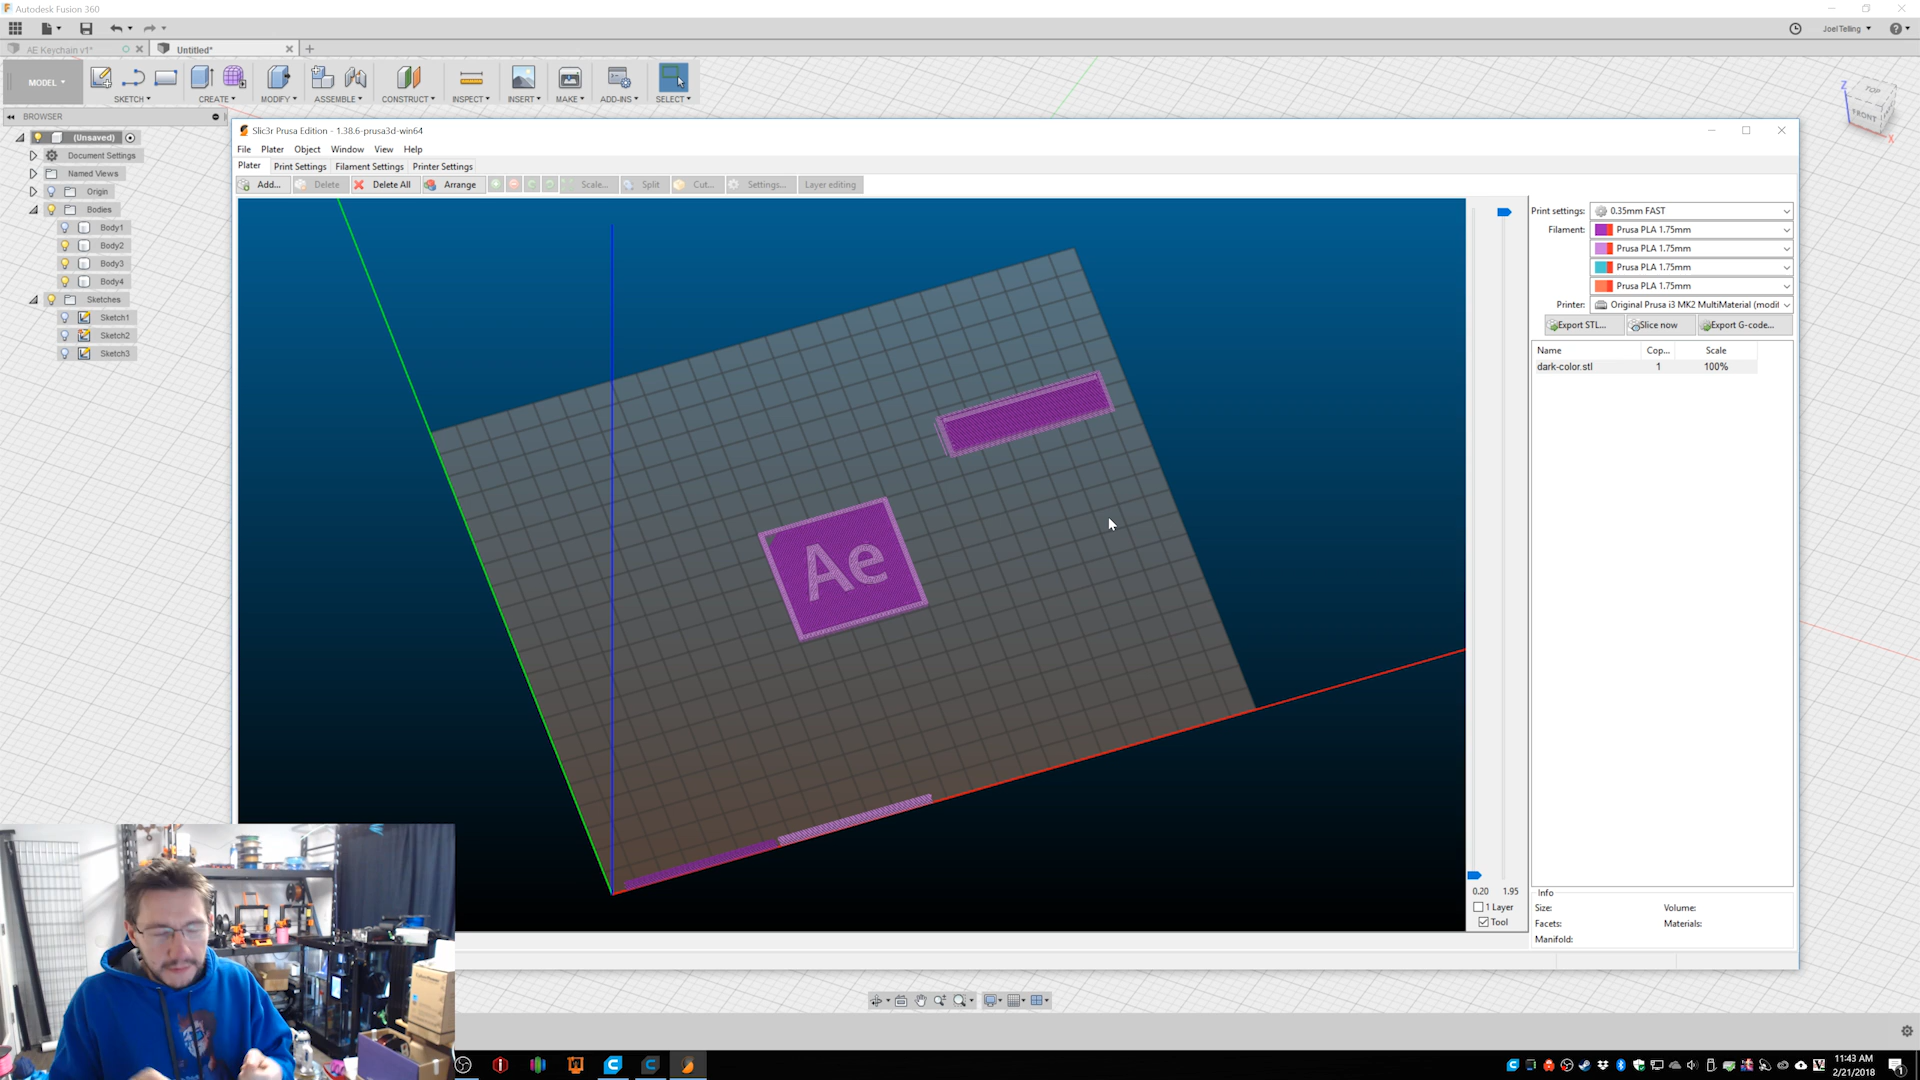 Autodesk Fusion 360
Joel Telling
AE Keychain v1*
Untitled*
MODEL
SKETCH
CREATE
MODIFY
ASSEMBLE
CONSTRUCT
INSPECT
INSERT
MAKE
ADD-INS
SELECT
TOP
FRONT
Z
X
BROWSER
(Unsaved)
Document Settings
Named Views
Origin
Bodies
Body1
Body2
Body3
Body4
Sketches
Sketch1
Sketch2
Sketch3
Slic3r Prusa Edition - 1.38.6-prusa3d-win64
File Plater Object Window View Help
Plater Print Settings Filament Settings Printer Settings
Add... Delete Delete All Arrange Scale... Split Cut... Settings... Layer editing
Ae
0.20 1.95
1 Layer
Tool
Print settings: 0.35mm FAST
Filament: Prusa PLA 1.75mm
Prusa PLA 1.75mm
Prusa PLA 1.75mm
Prusa PLA 1.75mm
Printer: Original Prusa i3 MK2 MultiMaterial (modif
Export STL... Slice now Export G-code...
Name Cop... Scale
dark-color.stl 1 100%
Info
Size: Volume:
Facets: Materials:
Manifold:
11:43 AM
2/21/2018